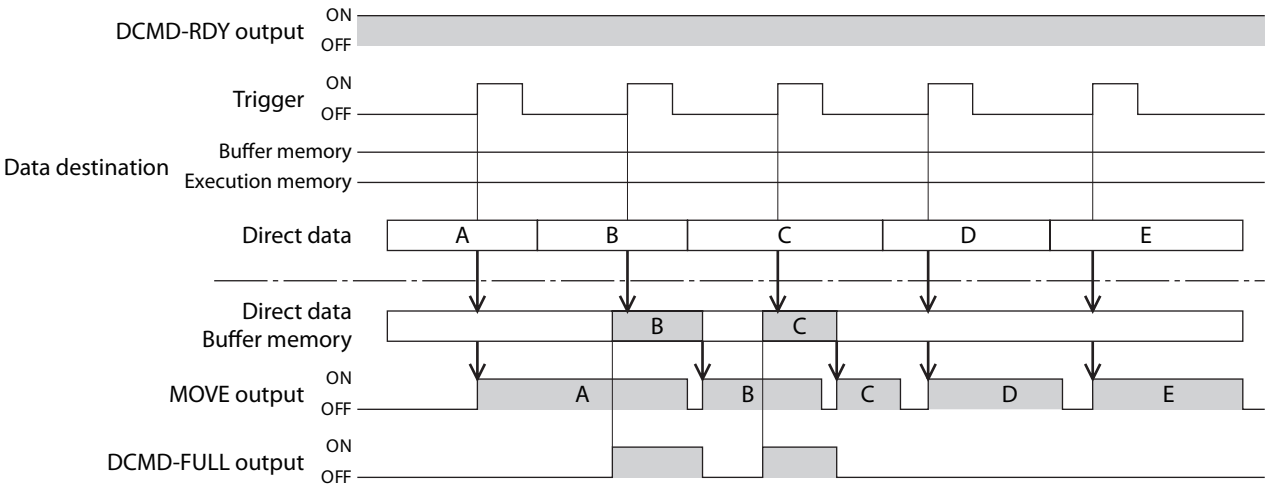 DCMD-RDY output ON
OFF
Trigger ON
OFF
Data destination
Buffer memory
Execution memory
Direct data A B C D E
Direct data
Buffer memory
B C
MOVE output ON
OFF
A B C D E
DCMD-FULL output ON
OFF